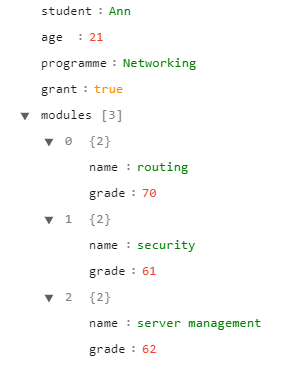 student : Ann
age : 21
programme : Networking
grant : true
modules [3]
0 {2}
name : routing
grade : 70
1 {2}
name : security
grade : 61
2 {2}
name : server management
grade : 62